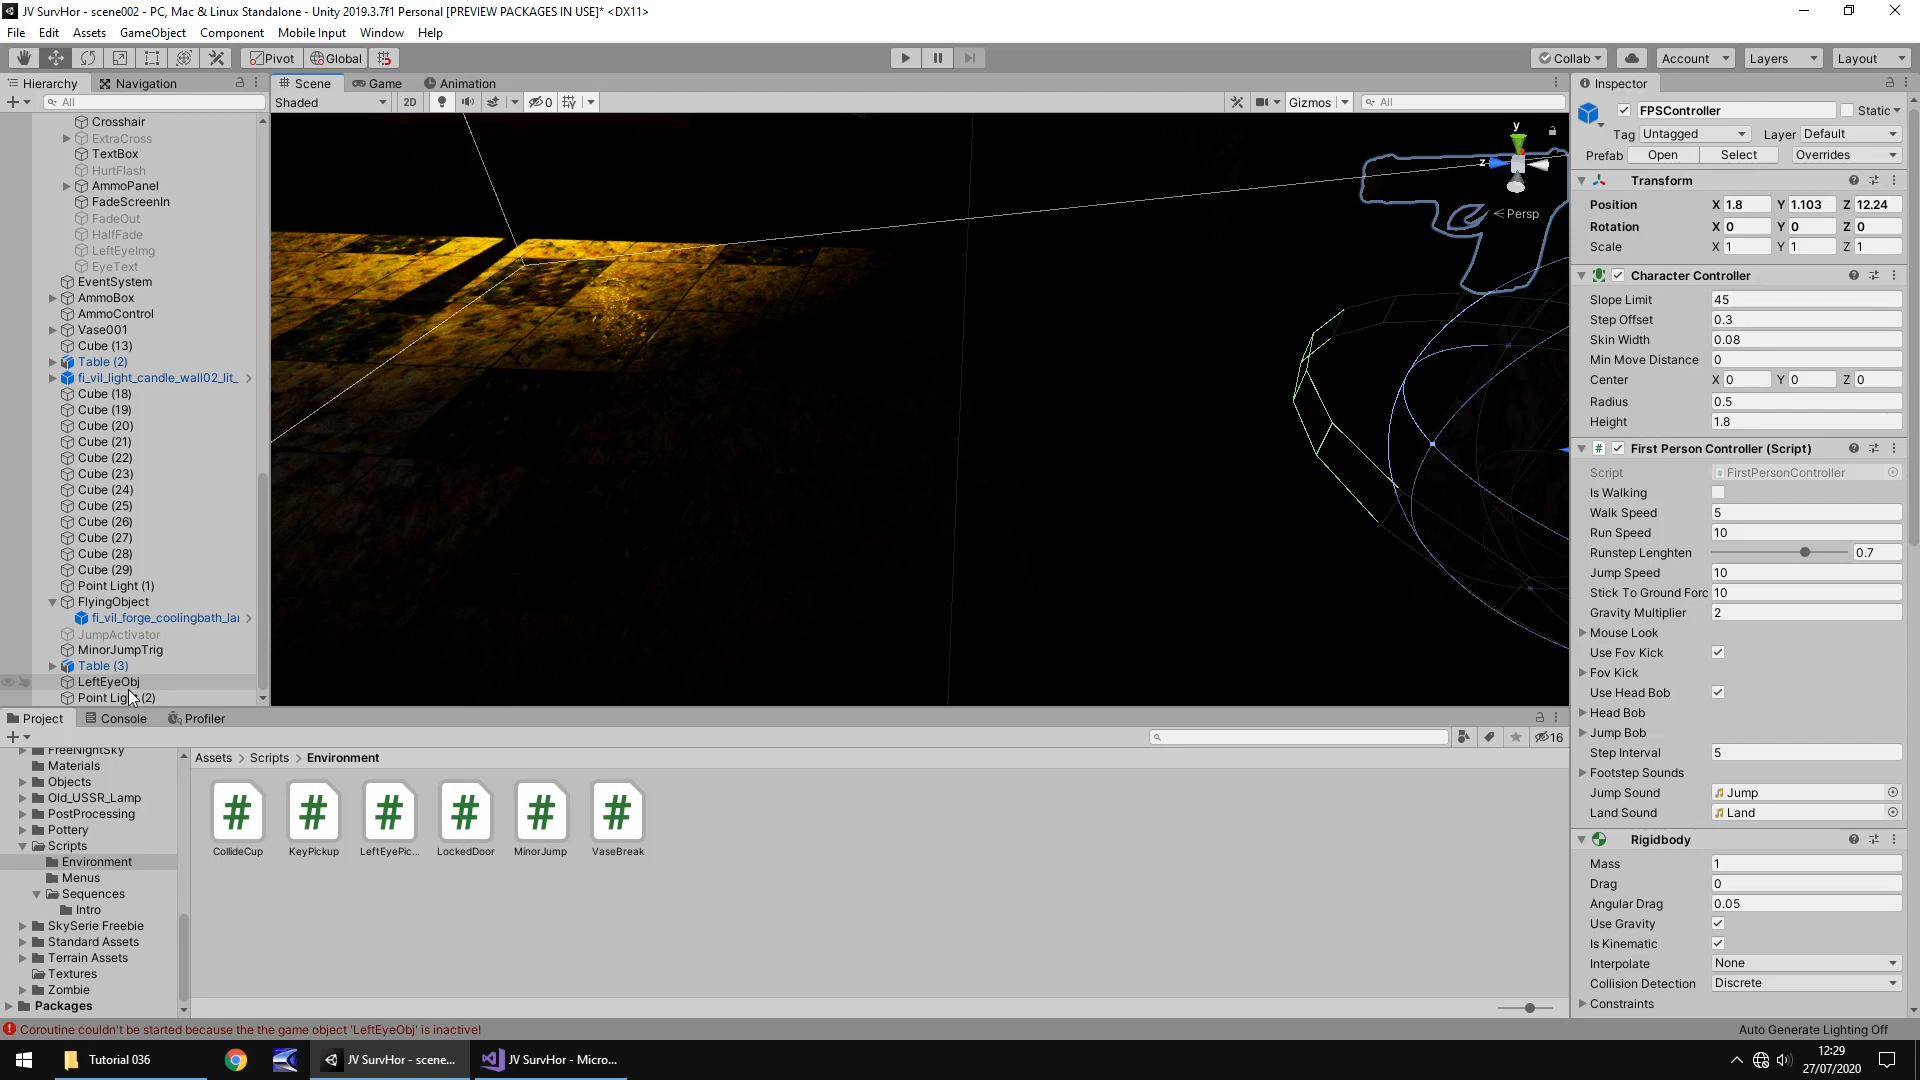 JV SurvHor - scene002 - PC, Mac & Linux Standalone - Unity 2019.3.7f1 Personal [PREVIEW PACKAGES IN USE]* <DX11>
File Edit Assets GameObject Component Mobile Input Window Help
Pivot Global Collab Account Layers Layout
Hierarchy Navigation Scene Game Animation Inspector
All Shaded 2D 0 Gizmos All
FPSController Static
Tag Untagged Layer Default
Prefab Open Select Overrides
Crosshair
ExtraCross
TextBox
HurtFlash
AmmoPanel
FadeScreenIn
FadeOut
HalfFade
LeftEyeImg
EyeText
EventSystem
AmmoBox
AmmoControl
Vase001
Cube (13)
Table (2)
fi_vil_light_candle_wall02_lit_
Cube (18)
Cube (19)
Cube (20)
Cube (21)
Cube (22)
Cube (23)
Cube (24)
Cube (25)
Cube (26)
Cube (27)
Cube (28)
Cube (29)
Point Light (1)
FlyingObject
fi_vil_forge_coolingbath_lar
JumpActivator
MinorJumpTrig
Table (3)
LeftEyeObj
Point Light (2)
y
z
Persp
Transform
Position X 1.8 Y 1.103 Z 12.24
Rotation X 0 Y 0 Z 0
Scale X 1 Y 1 Z 1
Character Controller
Slope Limit 45
Step Offset 0.3
Skin Width 0.08
Min Move Distance 0
Center X 0 Y 0 Z 0
Radius 0.5
Height 1.8
First Person Controller (Script)
Script FirstPersonController
Is Walking
Walk Speed 5
Run Speed 10
Runstep Lenghten 0.7
Jump Speed 10
Stick To Ground Forc 10
Gravity Multiplier 2
Mouse Look
Use Fov Kick
Fov Kick
Use Head Bob
Head Bob
Jump Bob
Step Interval 5
Footstep Sounds
Jump Sound Jump
Land Sound Land
Rigidbody
Mass 1
Drag 0
Angular Drag 0.05
Use Gravity
Is Kinematic
Interpolate None
Collision Detection Discrete
Constraints
Project Console Profiler
16
FreeNightSky
Materials
Objects
Old_USSR_Lamp
PostProcessing
Pottery
Scripts
Environment
Menus
Sequences
Intro
SkySerie Freebie
Standard Assets
Terrain Assets
Textures
Zombie
Packages
Assets > Scripts > Environment
CollideCup KeyPickup LeftEyePic... LockedDoor MinorJump VaseBreak
Coroutine couldn't be started because the the game object 'LeftEyeObj' is inactive!
Auto Generate Lighting Off
Tutorial 036 JV SurvHor - scene... JV SurvHor - Micro...
12:29
27/07/2020